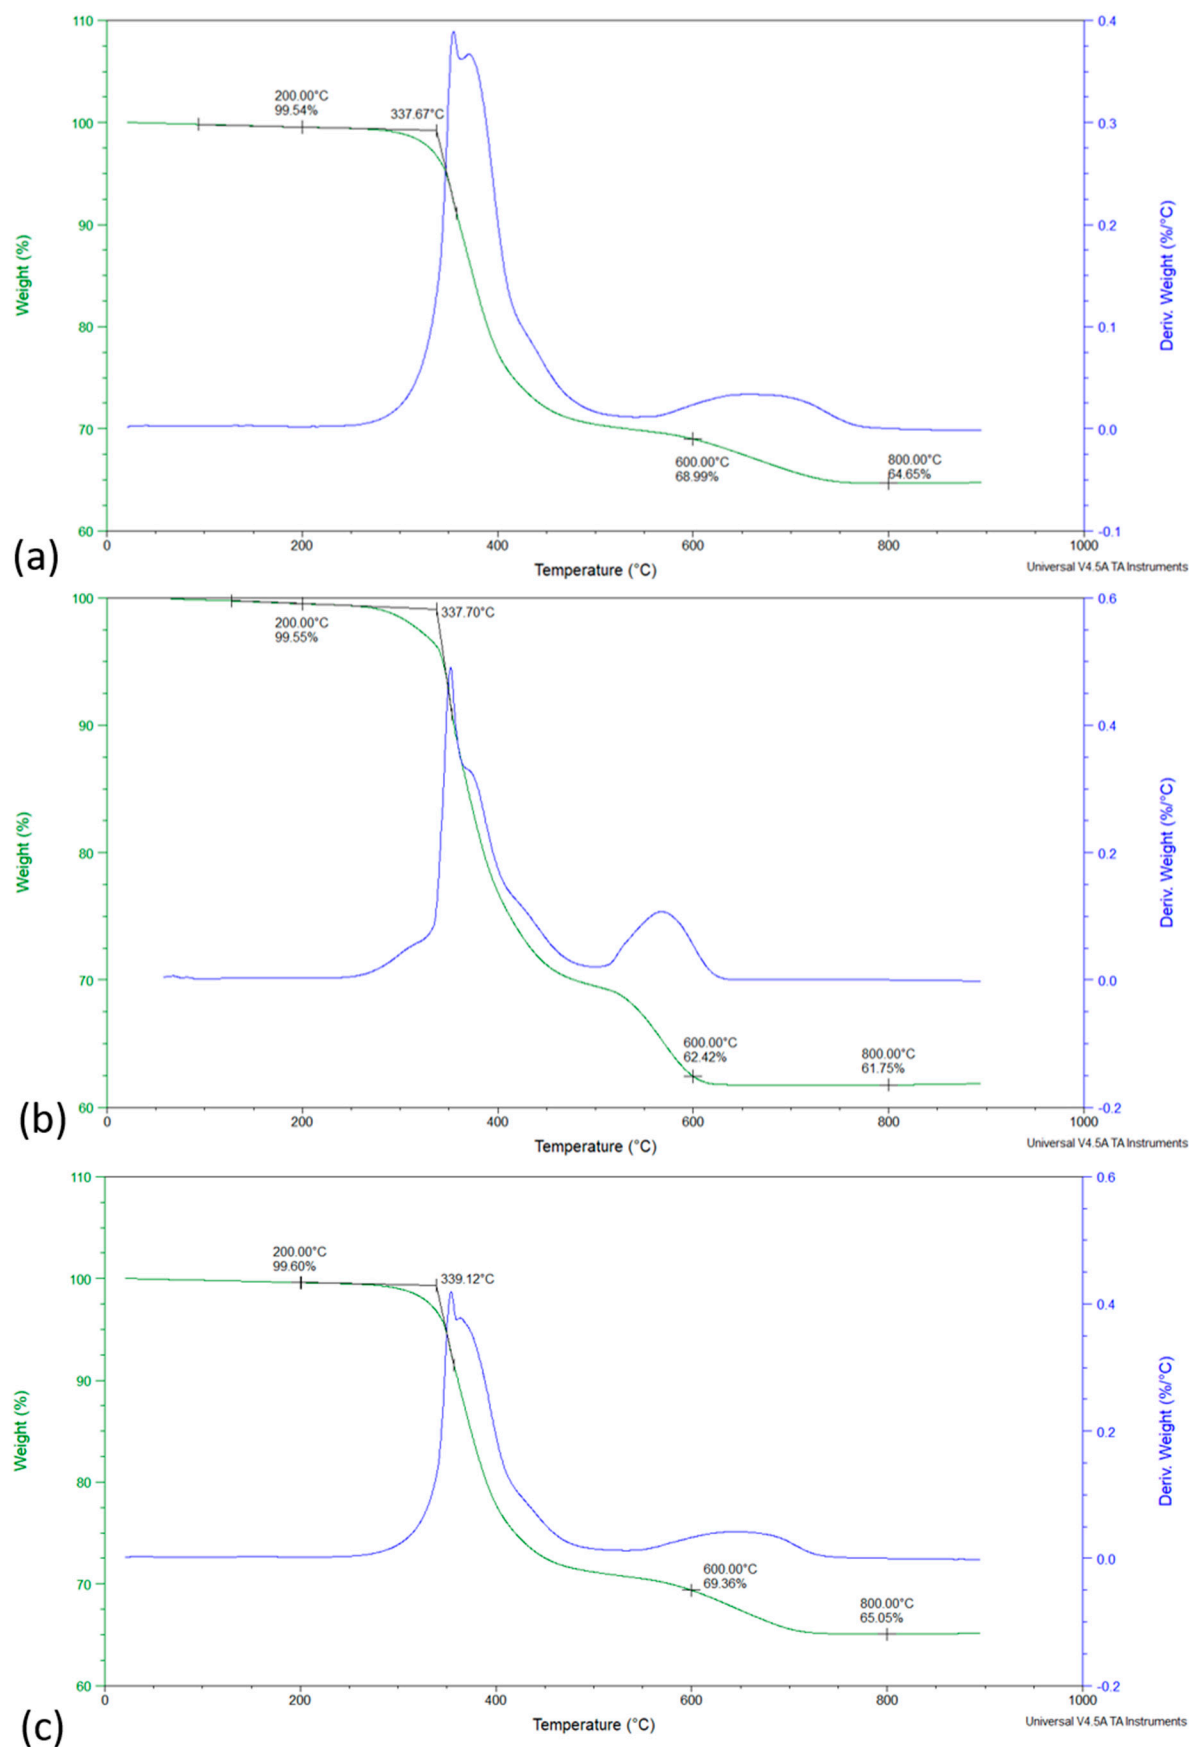 110
100
90
80
70
60
Weight (%)
200.00°C
99.54%
337.67°C
600.00°C
68.99%
800.00°C
64.65%
0.4
0.3
0.2
0.1
0.0
-0.1
Deriv. Weight (%/°C)
0 200 400 600 800 1000
(a)
Temperature (°C)
Universal V4.5A TA Instruments
100
90
80
70
60
Weight (%)
200.00°C
99.55%
337.70°C
600.00°C
62.42%
800.00°C
61.75%
0.6
0.4
0.2
0.0
-0.2
Deriv. Weight (%/°C)
0 200 400 600 800 1000
(b)
Temperature (°C)
Universal V4.5A TA Instruments
110
100
90
80
70
60
Weight (%)
200.00°C
99.60%
339.12°C
600.00°C
69.36%
800.00°C
65.05%
0.6
0.4
0.2
0.0
-0.2
Deriv. Weight (%/°C)
0 200 400 600 800 1000
(c)
Temperature (°C)
Universal V4.5A TA Instruments